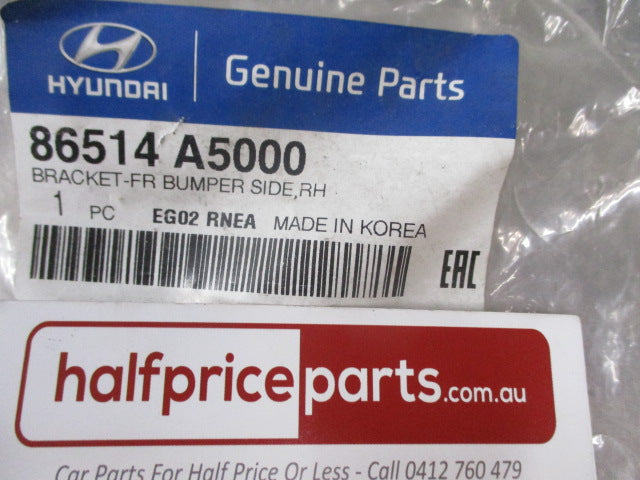 HYUNDAI
Genuine Parts
86514 A5000
BRACKET-FR BUMPER SIDE,RH
1 PC EG02 RNEA MADE IN KOREA
EAC
halfpriceparts.com.au
Car Parts For Half Price Or Less - Call 0412 760 479